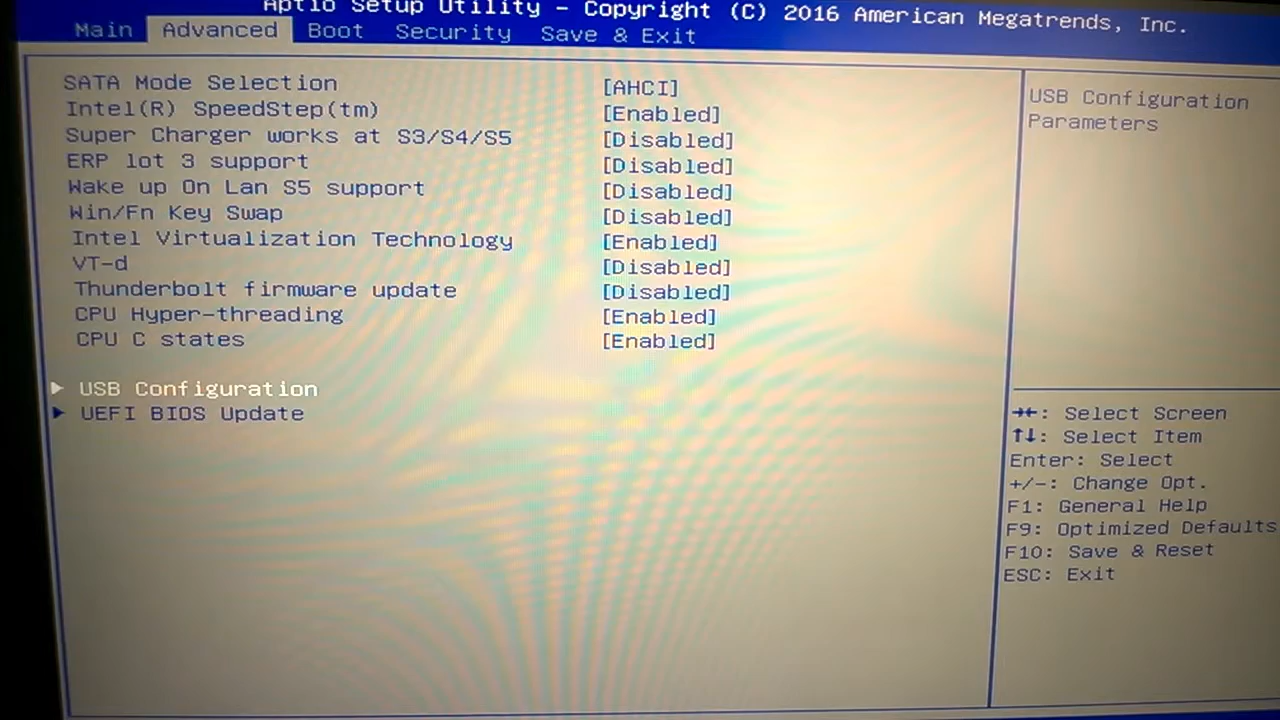 Aptio Setup Utility – Copyright (C) 2016 American Megatrends, Inc.
Main Advanced Boot Security Save & Exit
SATA Mode Selection [AHCI]
Intel(R) SpeedStep(tm) [Enabled]
Super Charger works at S3/S4/S5 [Disabled]
ERP lot 3 support [Disabled]
Wake up On Lan S5 support [Disabled]
Win/Fn Key Swap [Disabled]
Intel Virtualization Technology [Enabled]
VT-d [Disabled]
Thunderbolt firmware update [Disabled]
CPU Hyper-threading [Enabled]
CPU C states [Enabled]
► USB Configuration
► UEFI BIOS Update
USB Configuration
Parameters
→←: Select Screen
↑↓: Select Item
Enter: Select
+/-: Change Opt.
F1: General Help
F9: Optimized Defaults
F10: Save & Reset
ESC: Exit